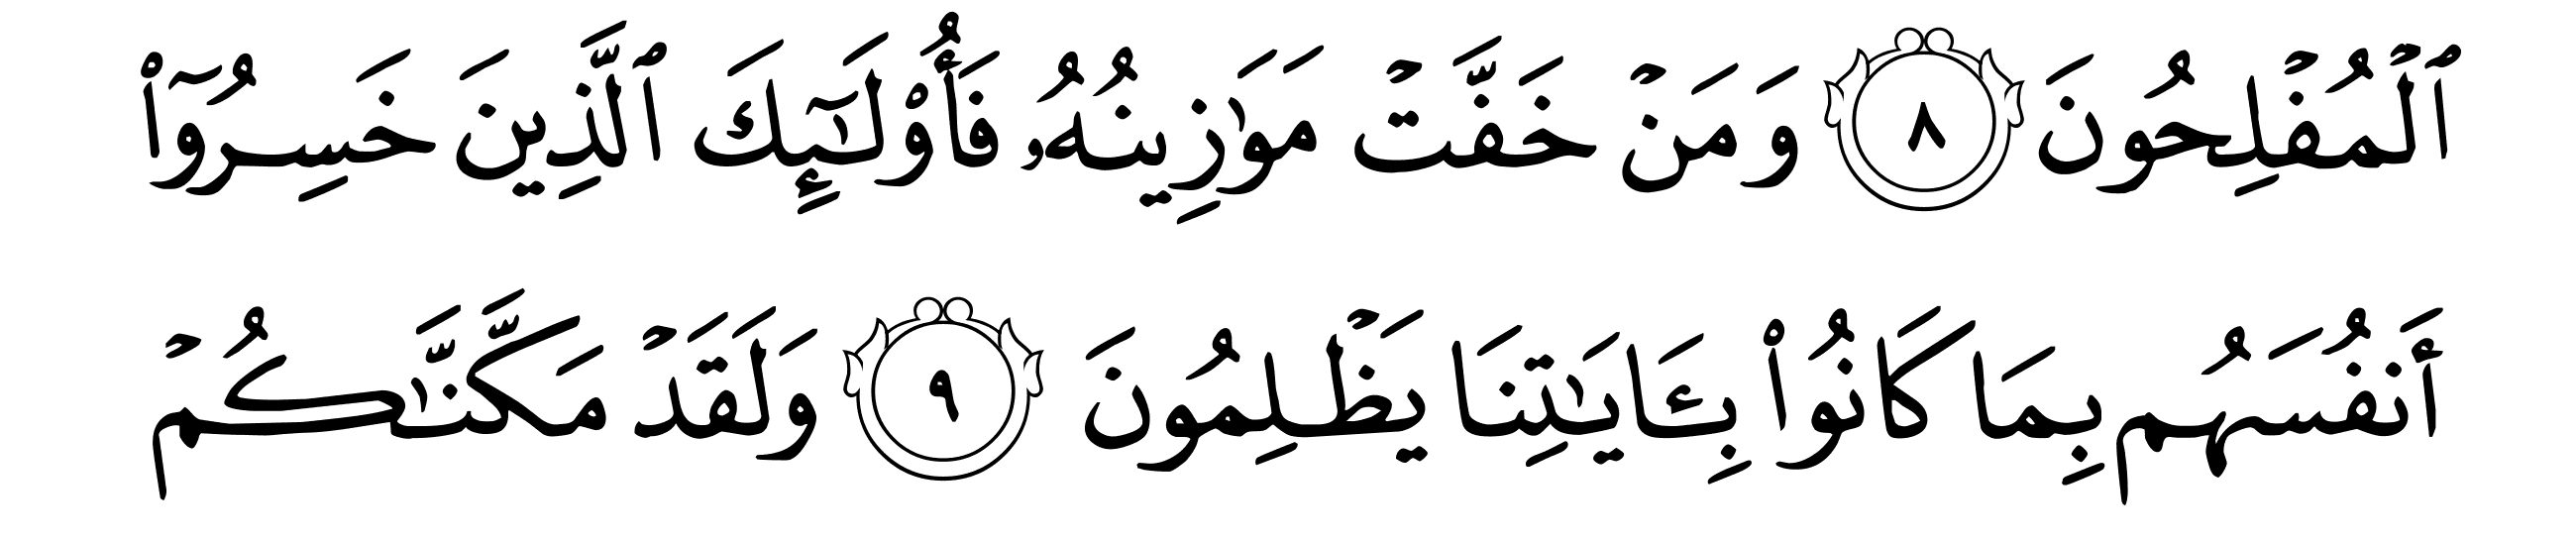 ٱلۡمُفۡلِحُونَ ٨ وَمَنۡ خَفَّتۡ مَوَٰزِينُهُۥ فَأُوْلَـٰٓئِكَ ٱلَّذِينَ خَسِرُوٓاْ
أَنفُسَهُم بِمَا كَانُواْ بِـَٔايَٰتِنَا يَظۡلِمُونَ ٩ وَلَقَدۡ مَكَّنَّـٰكُمۡ